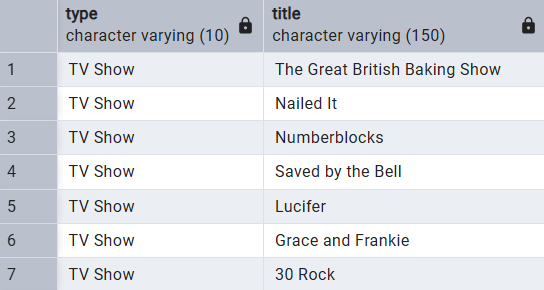 type title
character varying (10) character varying (150)
1 TV Show The Great British Baking Show
2 TV Show Nailed It
3 TV Show Numberblocks
4 TV Show Saved by the Bell
5 TV Show Lucifer
6 TV Show Grace and Frankie
7 TV Show 30 Rock